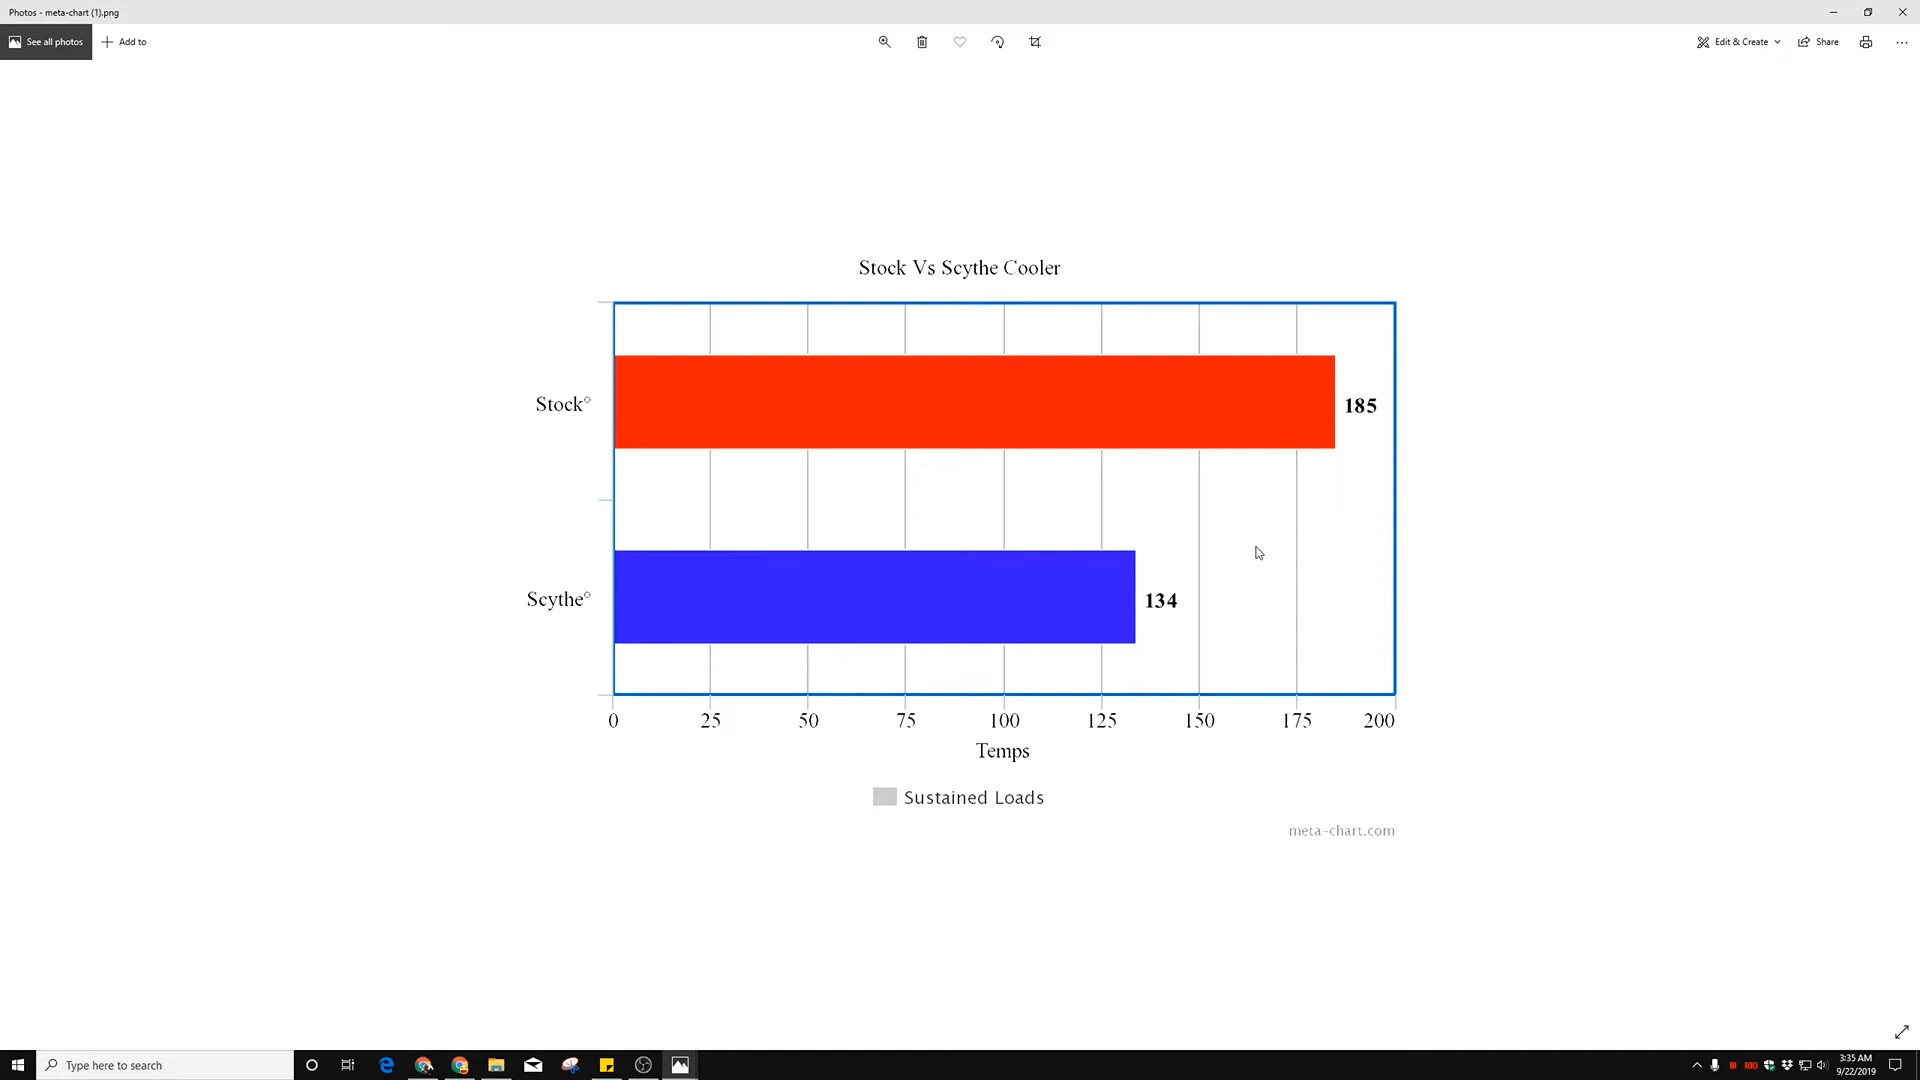 Photos - meta-chart (1).png
See all photos
Add to
Edit & Create
Share
Stock Vs Scythe Cooler
Stock°
185
Scythe°
134
0 25 50 75 100 125 150 175 200
Temps
Sustained Loads
meta-chart.com
Type here to search
3:35 AM
9/22/2019